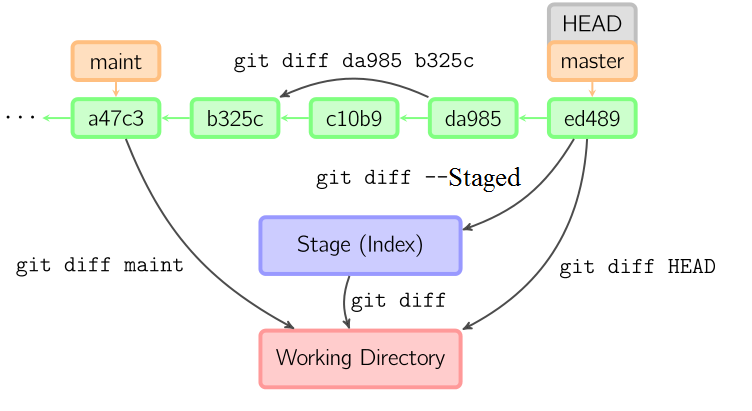 HEAD
maint
git diff da985 b325c
master
...
a47c3
b325c
c10b9
da985
ed489
git diff --Staged
Stage (Index)
git diff maint
git diff HEAD
git diff
Working Directory